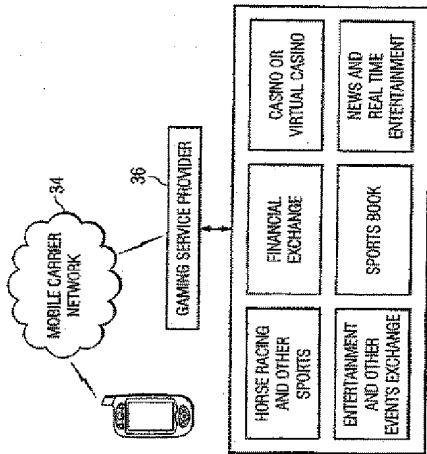 34
MOBILE CARRIER
NETWORK
36
GAMING SERVICE PROVIDER
HORSE RACING
AND OTHER
SPORTS
FINANCIAL
EXCHANGE
CASINO OR
VIRTUAL CASINO
ENTERTAINMENT
AND OTHER
EVENTS EXCHANGE
SPORTS BOOK
NEWS AND
REAL TIME
ENTERTAINMENT